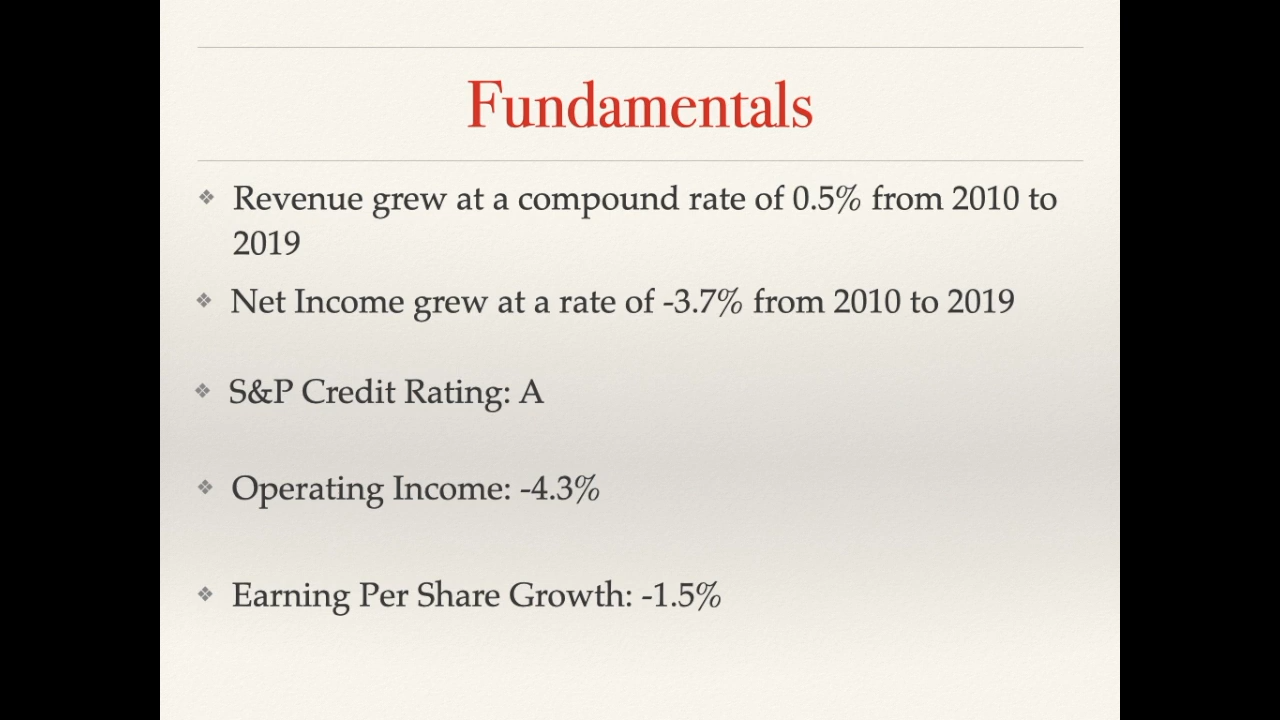 Fundamentals
❖ Revenue grew at a compound rate of 0.5% from 2010 to
2019
❖ Net Income grew at a rate of -3.7% from 2010 to 2019
❖ S&P Credit Rating: A
❖ Operating Income: -4.3%
❖ Earning Per Share Growth: -1.5%